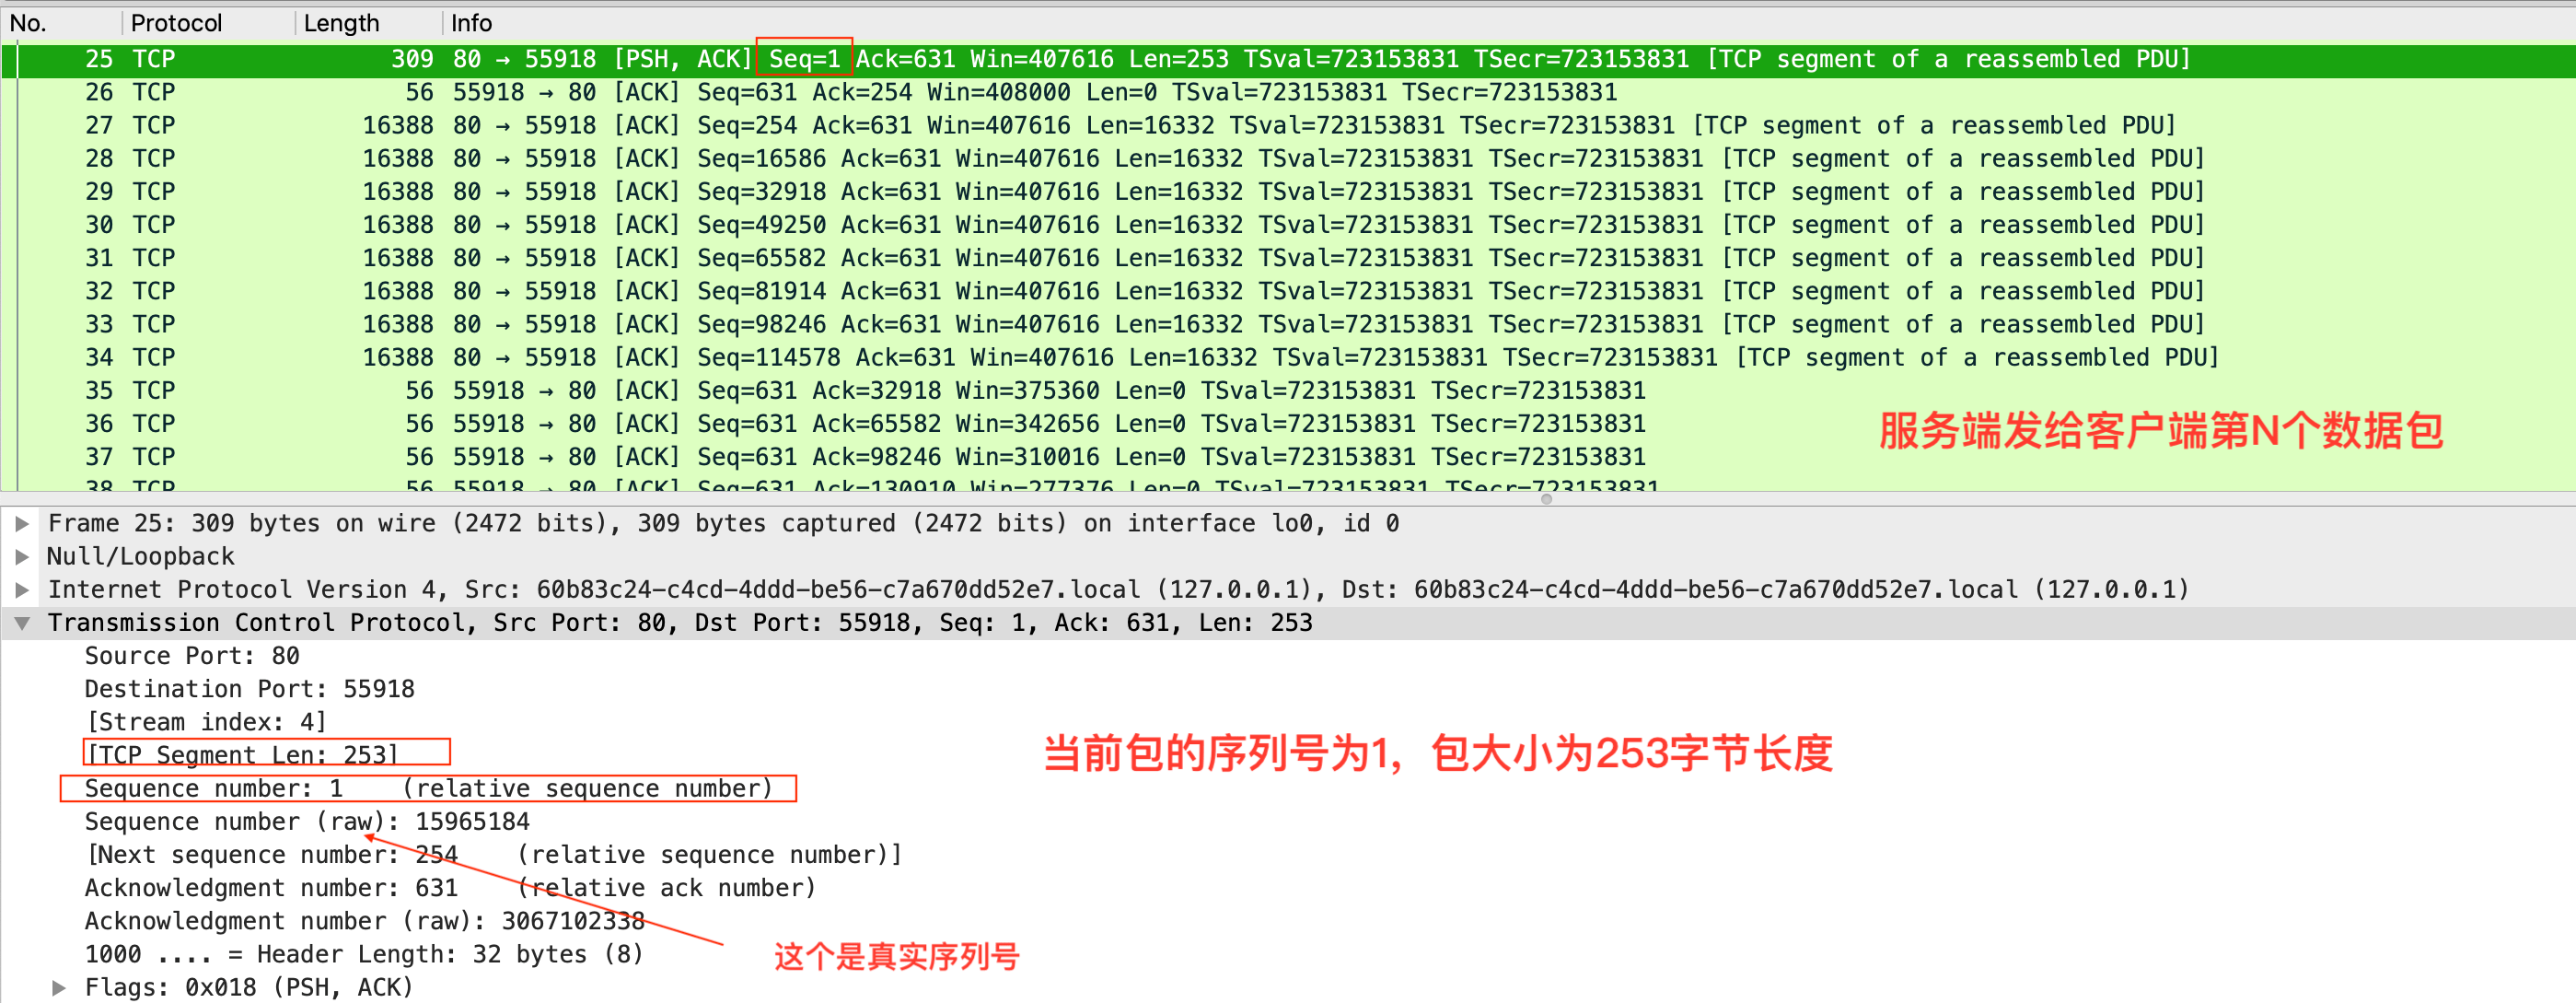 No. Protocol Length Info
25 TCP 309 80 → 55918 [PSH, ACK] Seq=1 Ack=631 Win=407616 Len=253 TSval=723153831 TSecr=723153831 [TCP segment of a reassembled PDU]
26 TCP 56 55918 → 80 [ACK] Seq=631 Ack=254 Win=408000 Len=0 TSval=723153831 TSecr=723153831
27 TCP 16388 80 → 55918 [ACK] Seq=254 Ack=631 Win=407616 Len=16332 TSval=723153831 TSecr=723153831 [TCP segment of a reassembled PDU]
28 TCP 16388 80 → 55918 [ACK] Seq=16586 Ack=631 Win=407616 Len=16332 TSval=723153831 TSecr=723153831 [TCP segment of a reassembled PDU]
29 TCP 16388 80 → 55918 [ACK] Seq=32918 Ack=631 Win=407616 Len=16332 TSval=723153831 TSecr=723153831 [TCP segment of a reassembled PDU]
30 TCP 16388 80 → 55918 [ACK] Seq=49250 Ack=631 Win=407616 Len=16332 TSval=723153831 TSecr=723153831 [TCP segment of a reassembled PDU]
31 TCP 16388 80 → 55918 [ACK] Seq=65582 Ack=631 Win=407616 Len=16332 TSval=723153831 TSecr=723153831 [TCP segment of a reassembled PDU]
32 TCP 16388 80 → 55918 [ACK] Seq=81914 Ack=631 Win=407616 Len=16332 TSval=723153831 TSecr=723153831 [TCP segment of a reassembled PDU]
33 TCP 16388 80 → 55918 [ACK] Seq=98246 Ack=631 Win=407616 Len=16332 TSval=723153831 TSecr=723153831 [TCP segment of a reassembled PDU]
34 TCP 16388 80 → 55918 [ACK] Seq=114578 Ack=631 Win=407616 Len=16332 TSval=723153831 TSecr=723153831 [TCP segment of a reassembled PDU]
35 TCP 56 55918 → 80 [ACK] Seq=631 Ack=32918 Win=375360 Len=0 TSval=723153831 TSecr=723153831
36 TCP 56 55918 → 80 [ACK] Seq=631 Ack=65582 Win=342656 Len=0 TSval=723153831 TSecr=723153831
服务端发给客户端第N个数据包
37 TCP 56 55918 → 80 [ACK] Seq=631 Ack=98246 Win=310016 Len=0 TSval=723153831 TSecr=723153831
38 TCP 56 55918 → 80 [ACK] Seq=631 Ack=130910 Win=277376 Len=0 TSval=723153831 TSecr=723153831
Frame 25: 309 bytes on wire (2472 bits), 309 bytes captured (2472 bits) on interface lo0, id 0
Null/Loopback
Internet Protocol Version 4, Src: 60b83c24-c4cd-4ddd-be56-c7a670dd52e7.local (127.0.0.1), Dst: 60b83c24-c4cd-4ddd-be56-c7a670dd52e7.local (127.0.0.1)
Transmission Control Protocol, Src Port: 80, Dst Port: 55918, Seq: 1, Ack: 631, Len: 253
Source Port: 80
Destination Port: 55918
[Stream index: 4]
[TCP Segment Len: 253]
当前包的序列号为1，包大小为253字节长度
Sequence number: 1 (relative sequence number)
Sequence number (raw): 15965184
[Next sequence number: 254 (relative sequence number)]
Acknowledgment number: 631 (relative ack number)
Acknowledgment number (raw): 3067102338
1000 .... = Header Length: 32 bytes (8)
这个是真实序列号
Flags: 0x018 (PSH, ACK)